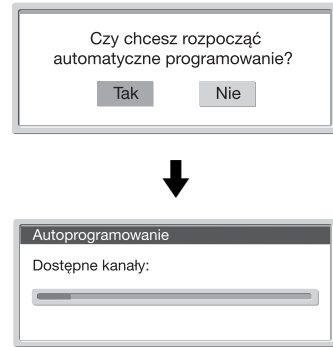 Czy chcesz rozpocząć
automatyczne programowanie?
Tak Nie
Autoprogramowanie
Dostępne kanały: